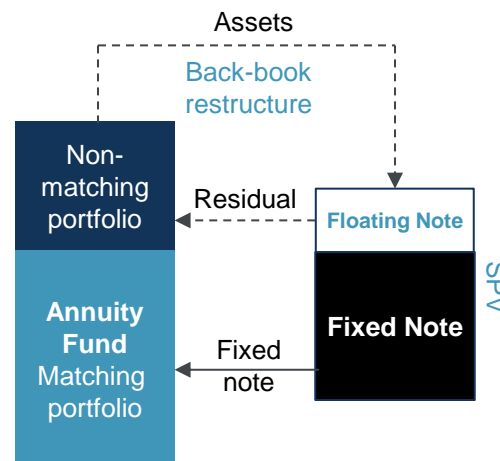 Assets
Back-book
restructure
Non-
matching
portfolio
Residual
Floating Note
SPV
Annuity
Fund
Matching
portfolio
Fixed
note
Fixed Note